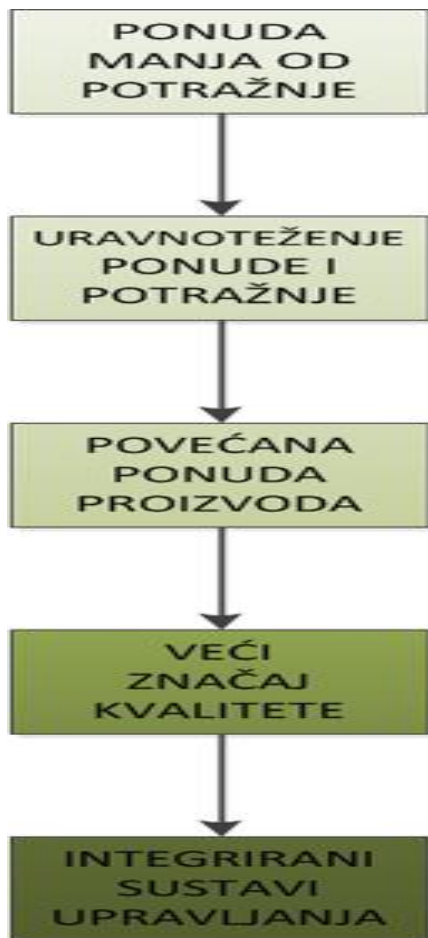 PONUDA
MANJA OD
POTRAŽNJE
URAVNOTEŽENJE
PONUDE I
POTRAŽNJE
POVEĆANA
PONUDA
PROIZVODA
VEĆI
ZNAČAJ
KVALITETE
INTEGRIRANI
SUSTAVI
UPRAVLJANJA